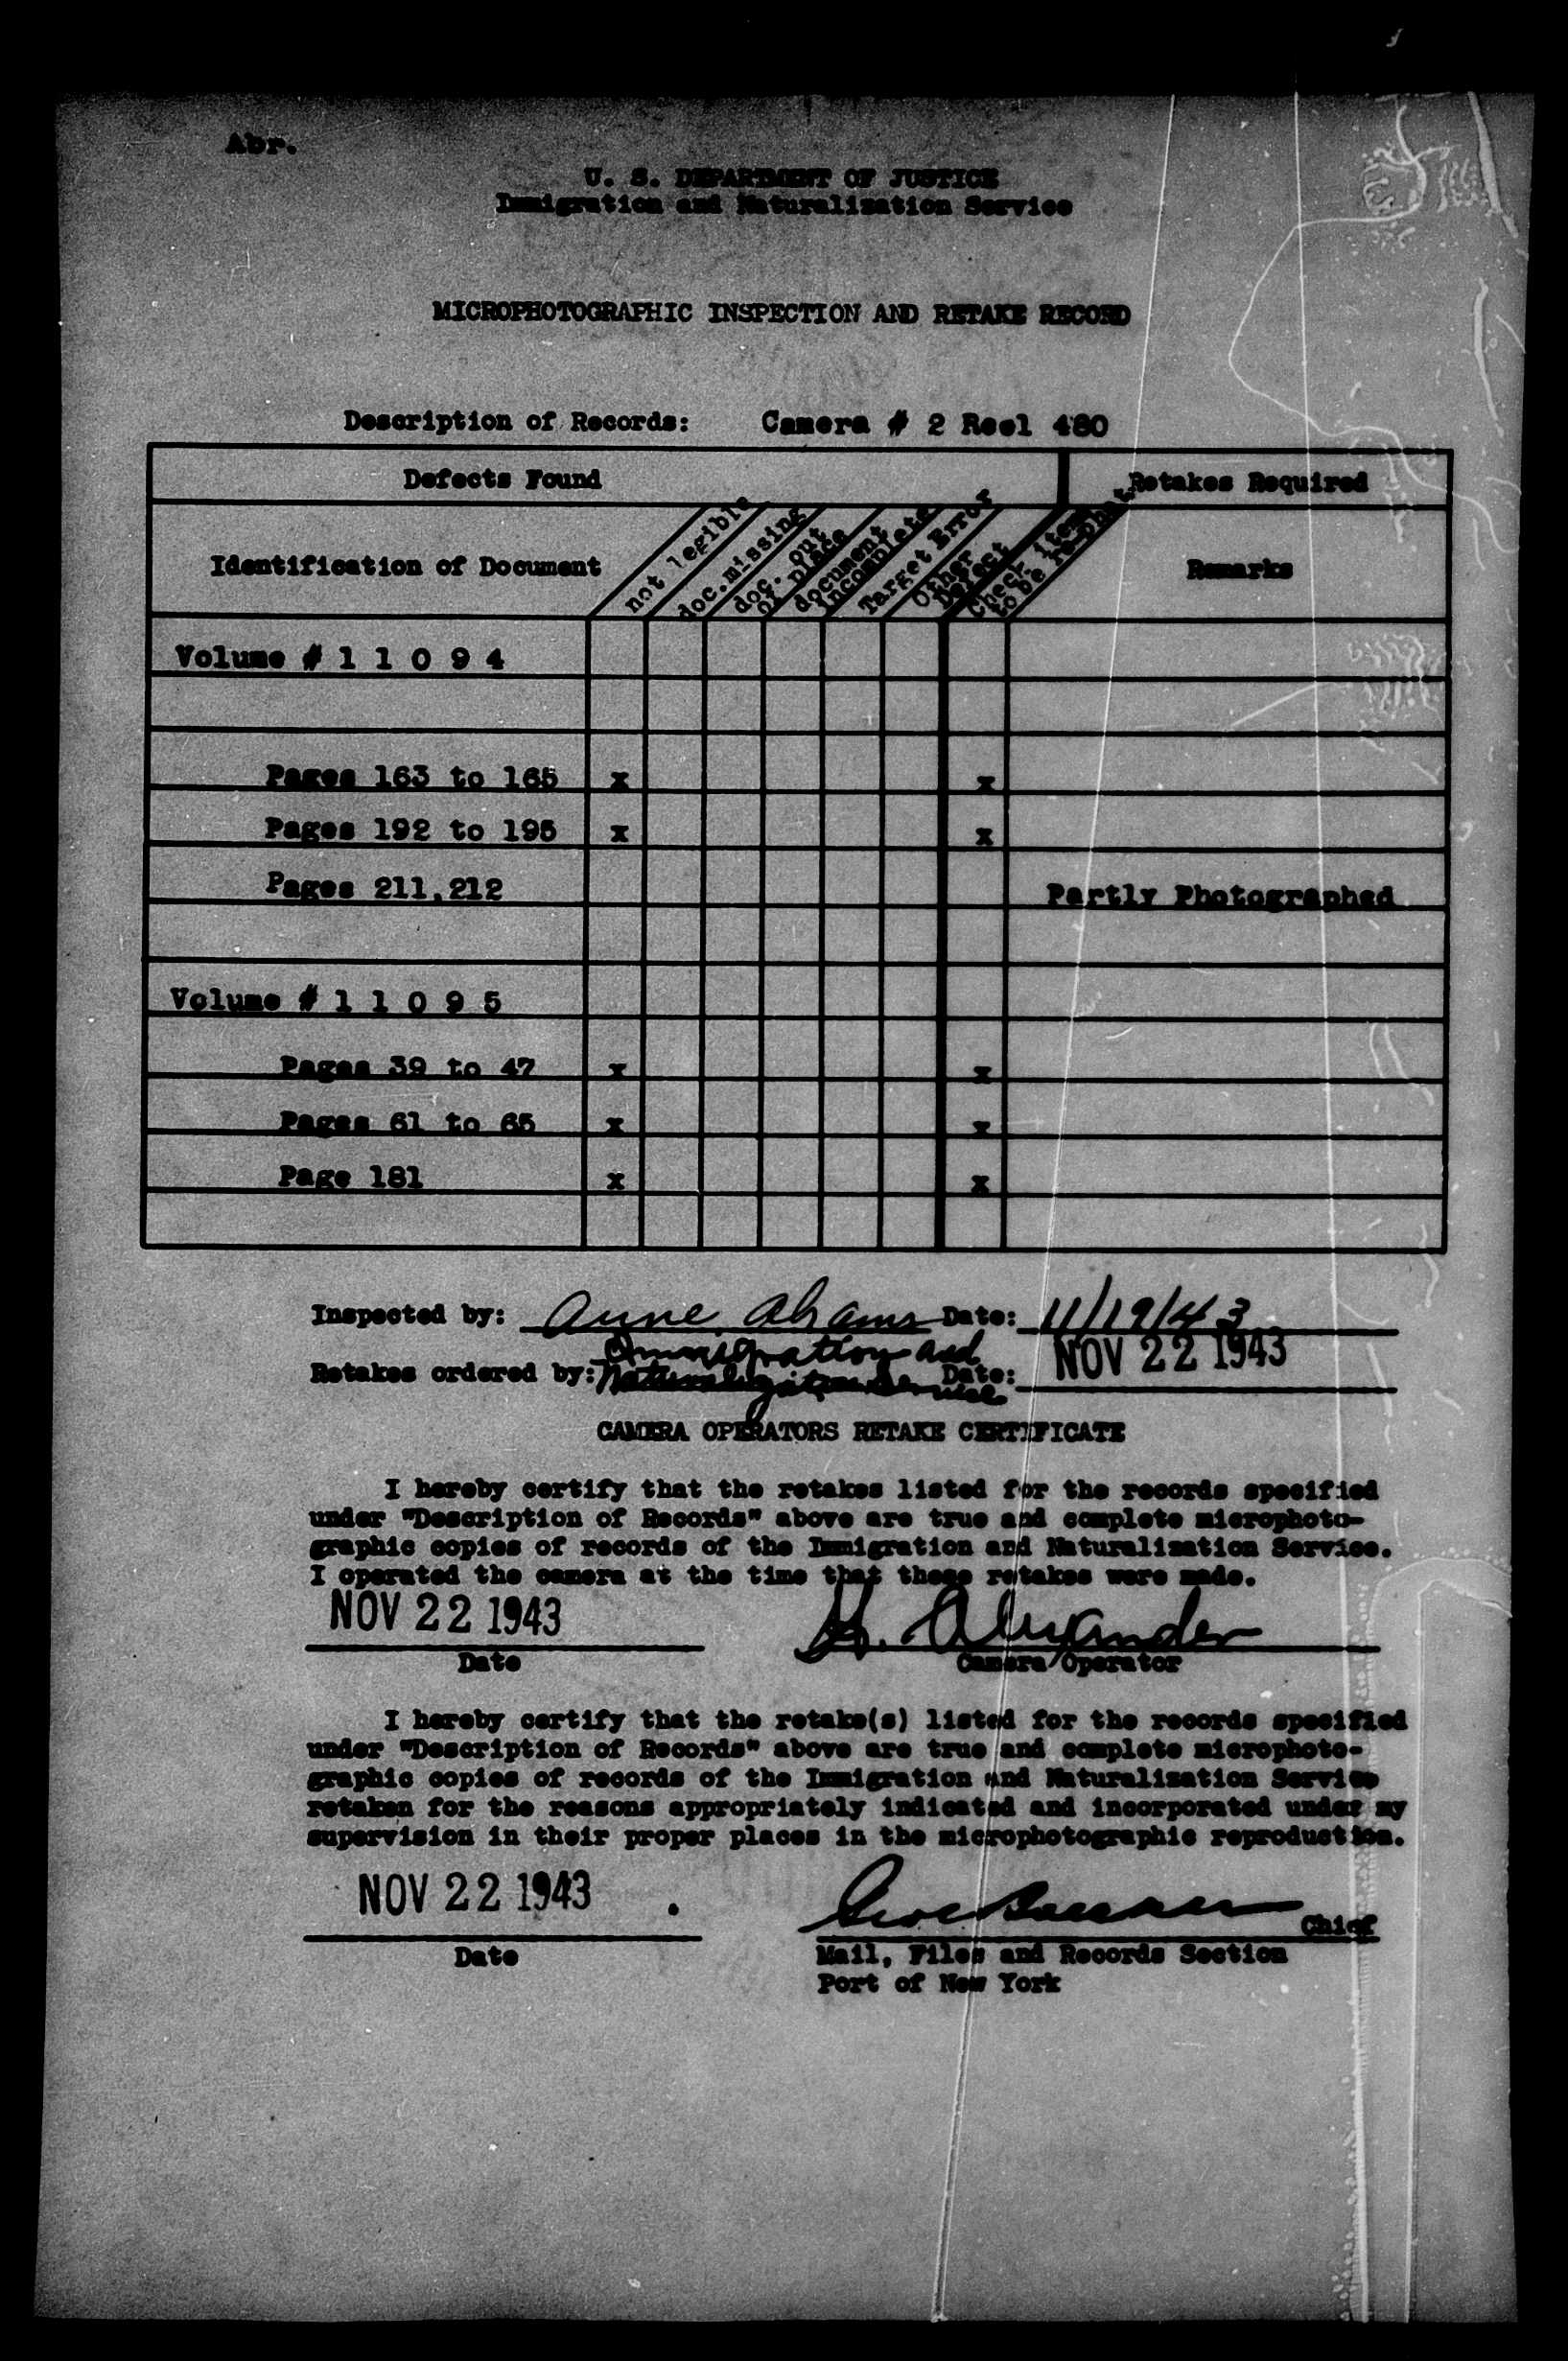 Abr.
U. S. DEPARTMENT OF JUSTICE
Immigration and Naturalization Service
MICROPHOTOGRAPHIC INSPECTION AND RETAKE RECORD
Description of Records: Camera # 2 Reel 480
Defects Found Retakes Required
Identification of Document not legible doc.missing doc. out of place document incomplete Target Error Other Defect Check item to be Remarks
Volume # 1 1 0 9 4
Pages 163 to 165 x x
Pages 192 to 195 x x
Pages 211,212 Partly Photographed
Volume # 1 1 0 9 5
Pages 39 to 47 x x
Pages 61 to 65 x x
Page 181 x x
Inspected by: Anne Abrams Date: 11/19/43
Retakes ordered by: Immigration and Naturalization Service Date: NOV 22 1943
CAMERA OPERATORS RETAKE CERTIFICATE
I hereby certify that the retakes listed for the records specified
under "Description of Records" above are true and complete microphoto-
graphic copies of records of the Immigration and Naturalization Service.
I operated the camera at the time that these retakes were made.
NOV 22 1943 Alexander
Date Camera Operator
I hereby certify that the retake(s) listed for the records specified
under "Description of Records" above are true and complete microphoto-
graphic copies of records of the Immigration and Naturalization Service
retaken for the reasons appropriately indicated and incorporated under my
supervision in their proper places in the microphotographic reproduction.
NOV 22 1943 Chief
Date Mail, Files and Records Section
Port of New York